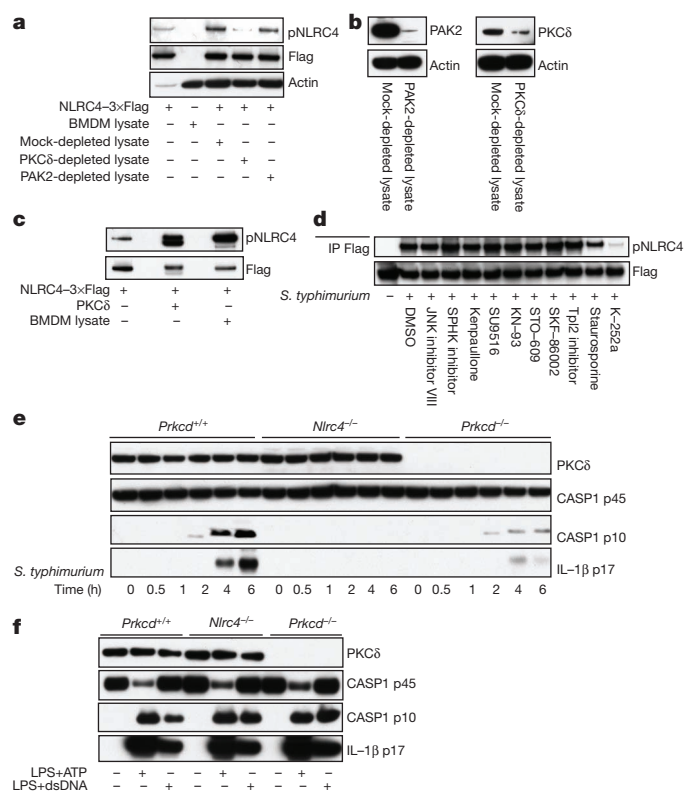 a
pNLRC4
Flag
Actin
NLRC4–3×Flag + – + + +
BMDM lysate – + – – –
Mock-depleted lysate – – + – –
PKCδ-depleted lysate – – – + –
PAK2-depleted lysate – – – – +
b
PAK2
Actin
Mock-depleted lysate
PAK2-depleted lysate
PKCδ
Actin
Mock-depleted lysate
PKCδ-depleted lysate
c
pNLRC4
Flag
NLRC4–3×Flag + + +
PKCδ – + –
BMDM lysate – – +
d
IP Flag
pNLRC4
Flag
S. typhimurium – + + + + + + + + + + +
DMSO
JNK inhibitor VIII
SPHK inhibitor
Kenpaullone
SU9516
KN–93
STO–609
SKF–86002
Tpl2 inhibitor
Staurosporine
K–252a
e
Prkcd+/+ Nlrc4–/– Prkcd–/–
PKCδ
CASP1 p45
CASP1 p10
IL–1β p17
S. typhimurium
Time (h) 0 0.5 1 2 4 6 0 0.5 1 2 4 6 0 0.5 1 2 4 6
f
Prkcd+/+ Nlrc4–/– Prkcd–/–
PKCδ
CASP1 p45
CASP1 p10
IL–1β p17
LPS+ATP – + – – + – – + –
LPS+dsDNA – – + – – + – – +